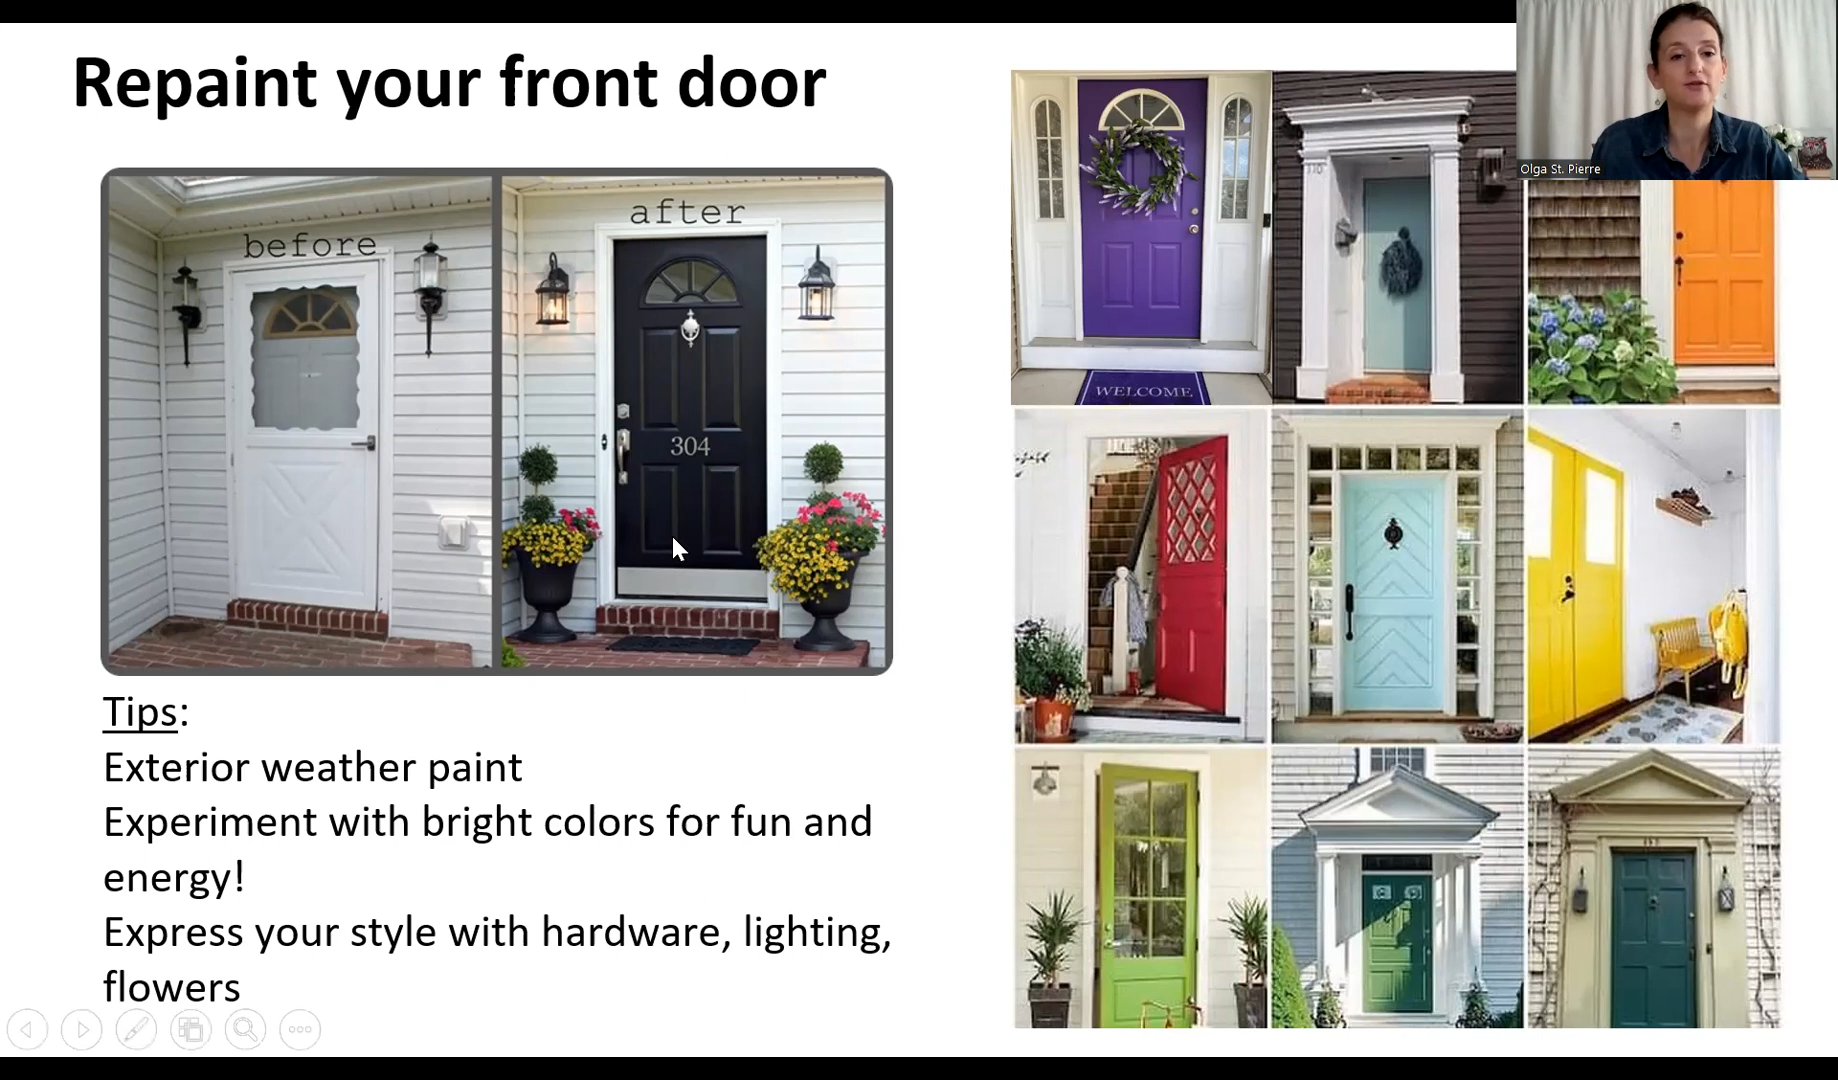 Repaint your front door
before
after
304
WELCOME
Olga St. Pierre
Tips:
Exterior weather paint
Experiment with bright colors for fun and
energy!
Express your style with hardware, lighting,
flowers